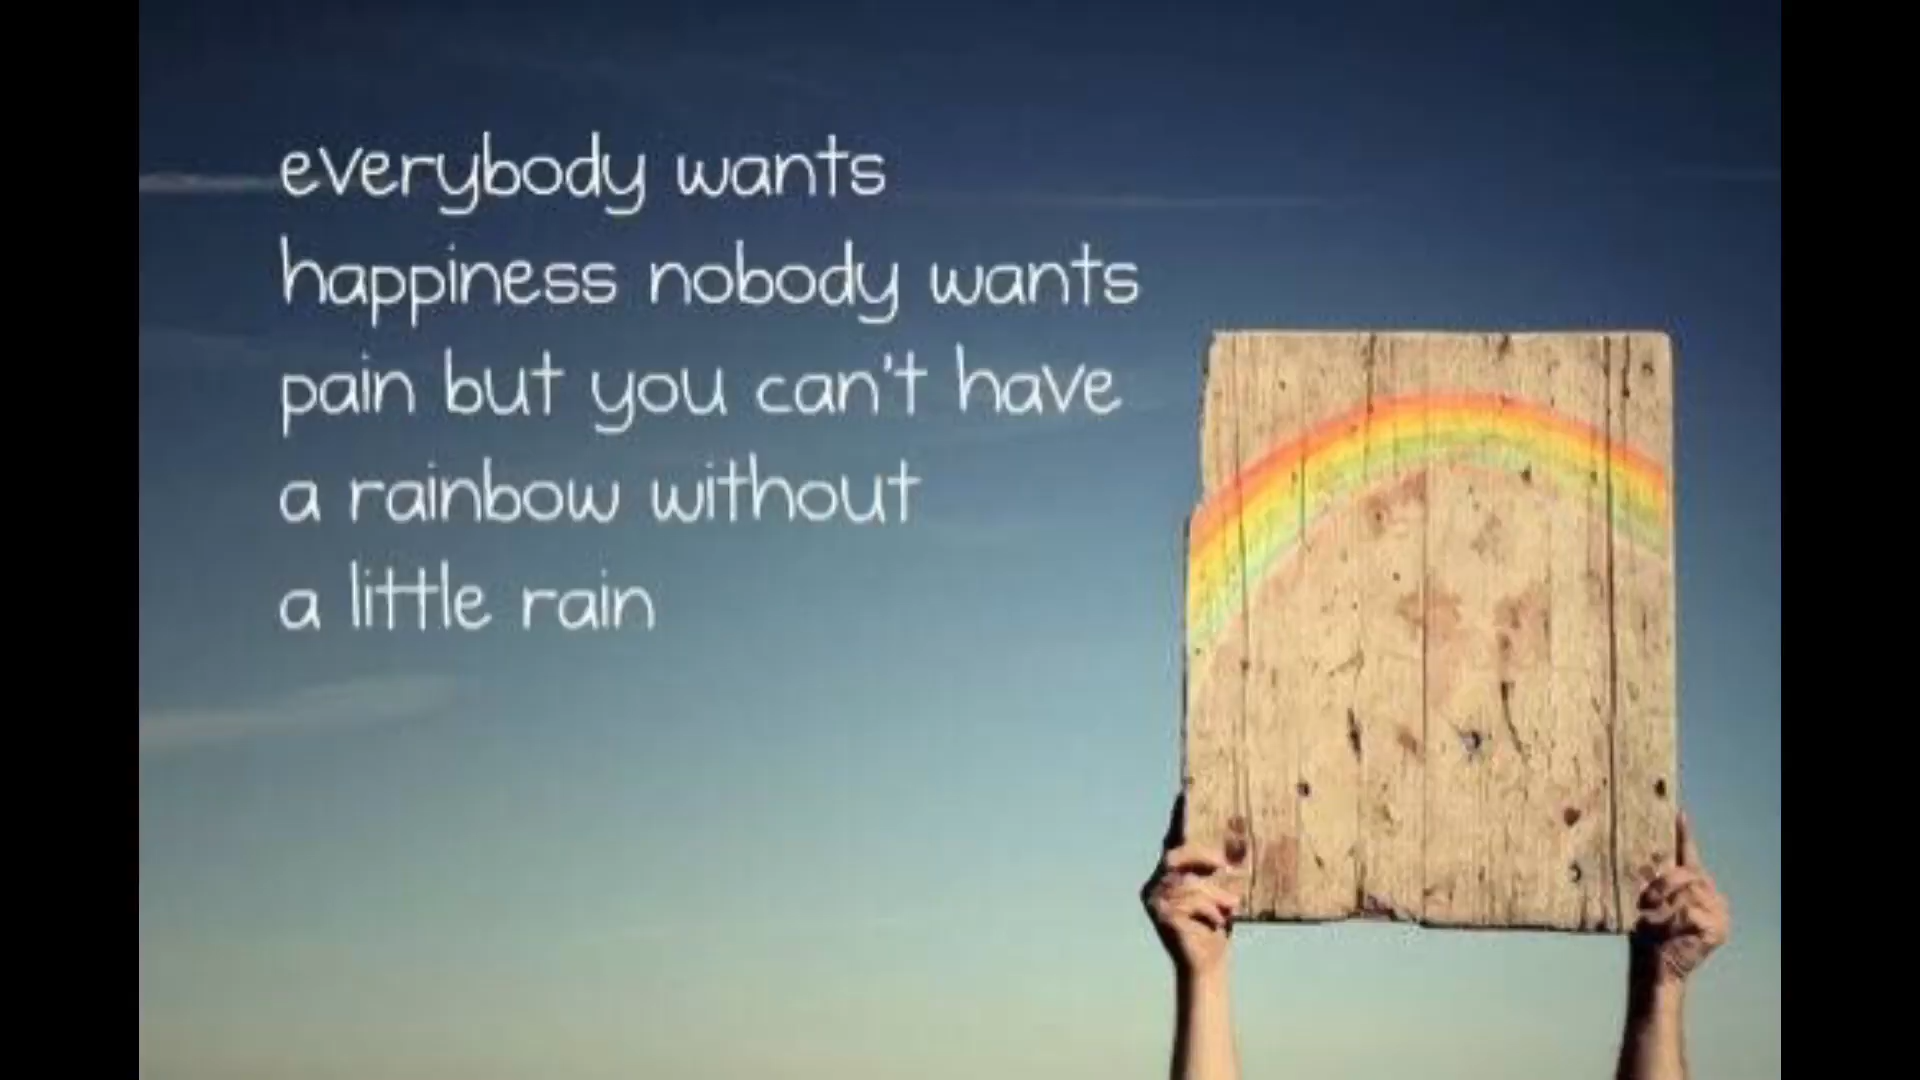 everybody wants
happiness nobody wants
pain but you can't have
a rainbow without
a little rain